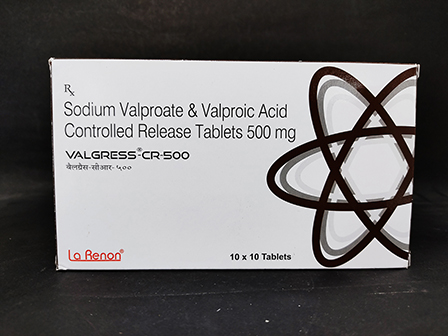 Rx
Sodium Valproate & Valproic Acid
Controlled Release Tablets 500 mg
VALGRESS®-CR-500
वेलग्रैस-सीआर-५००
La Renon®
10 x 10 Tablets